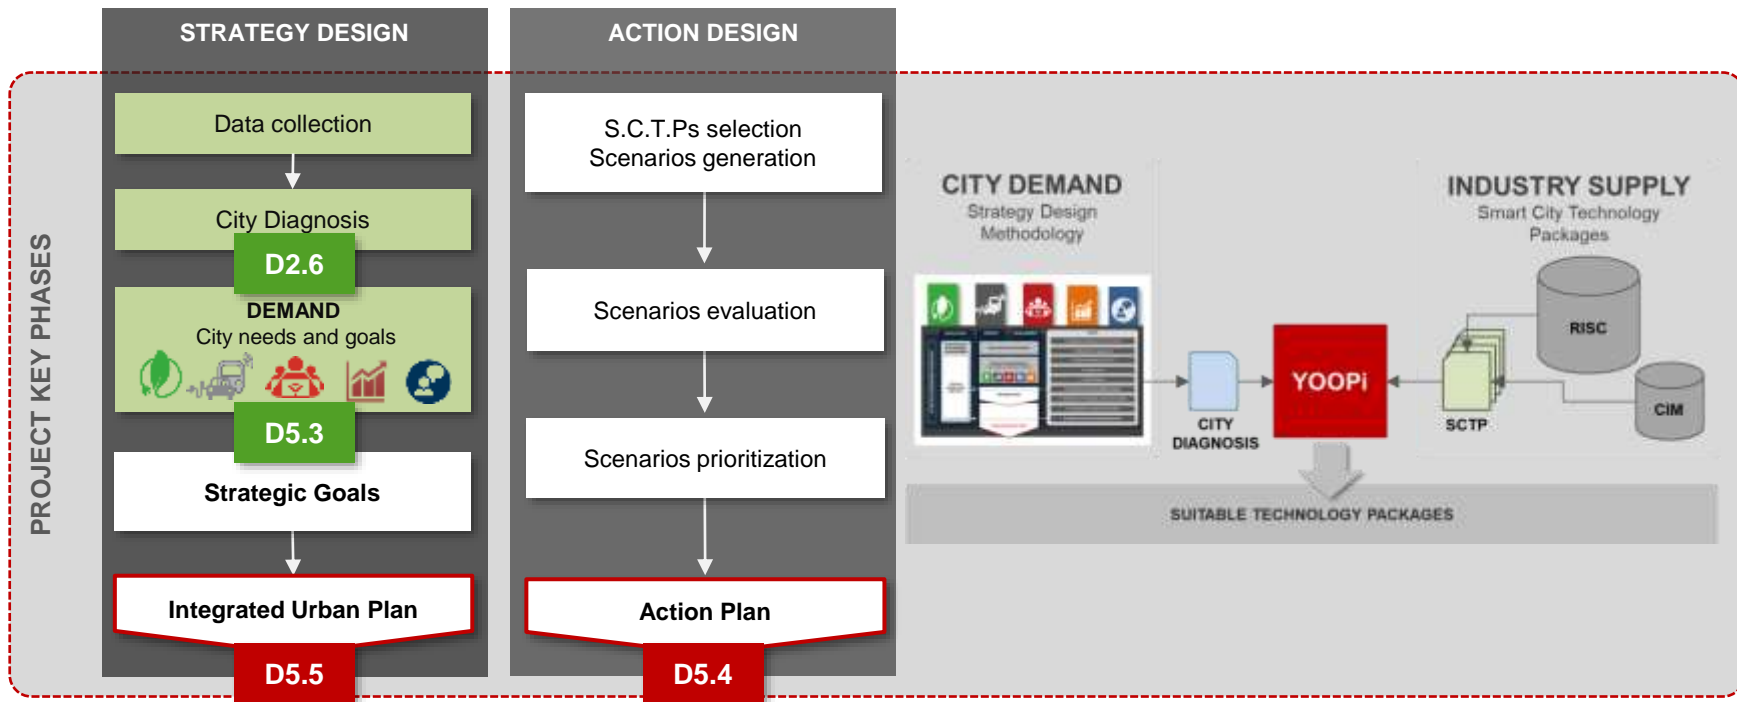 STRATEGY DESIGN
ACTION DESIGN
PROJECT KEY PHASES
Data collection
City Diagnosis
D2.6
DEMAND
City needs and goals
D5.3
Strategic Goals
Integrated Urban Plan
D5.5
S.C.T.Ps selection
Scenarios generation
Scenarios evaluation
Scenarios prioritization
Action Plan
D5.4
CITY DEMAND
Strategy Design
Methodology
CITY
DIAGNOSIS
YOOPi
INDUSTRY SUPPLY
Smart City Technology
Packages
RISC
CIM
SCTP
SUITABLE TECHNOLOGY PACKAGES